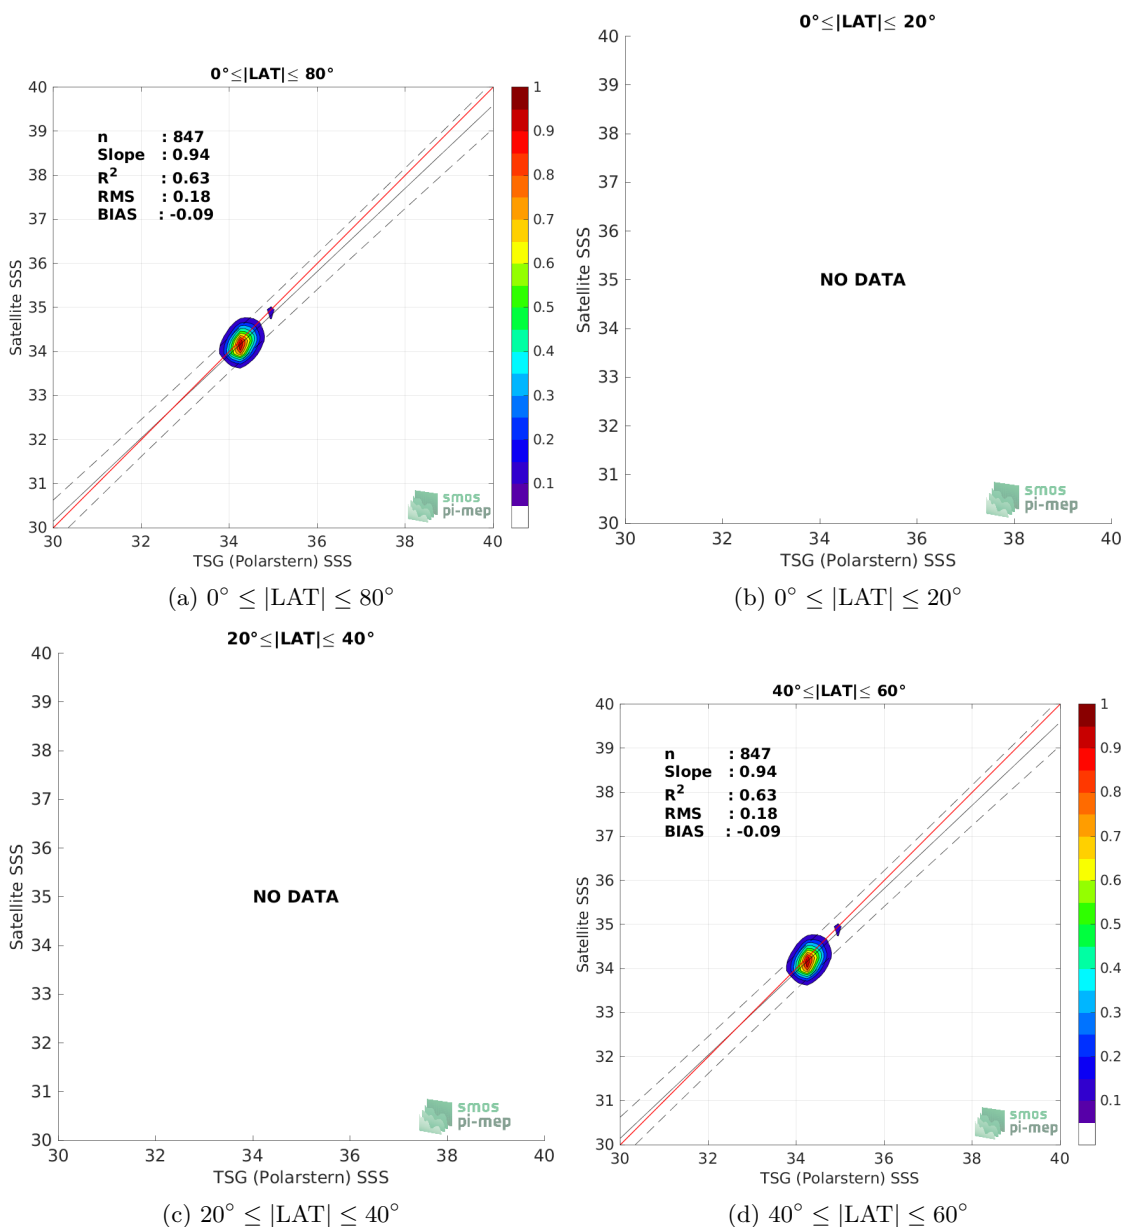 0°≤|LAT|≤ 80°
40
39
38
37
36
35
34
33
32
31
30
Satellite SSS
n : 847
Slope : 0.94
R² : 0.63
RMS : 0.18
BIAS : -0.09
smos
pi-mep
30 32 34 36 38 40
TSG (Polarstern) SSS
1
0.9
0.8
0.7
0.6
0.5
0.4
0.3
0.2
0.1
(a) 0° ≤ |LAT| ≤ 80°
0°≤|LAT|≤ 20°
40
39
38
37
36
35
34
33
32
31
30
Satellite SSS
NO DATA
smos
pi-mep
30 32 34 36 38 40
TSG (Polarstern) SSS
(b) 0° ≤ |LAT| ≤ 20°
20°≤|LAT|≤ 40°
40
39
38
37
36
35
34
33
32
31
30
Satellite SSS
NO DATA
smos
pi-mep
30 32 34 36 38 40
TSG (Polarstern) SSS
(c) 20° ≤ |LAT| ≤ 40°
40°≤|LAT|≤ 60°
40
39
38
37
36
35
34
33
32
31
30
Satellite SSS
n : 847
Slope : 0.94
R² : 0.63
RMS : 0.18
BIAS : -0.09
smos
pi-mep
30 32 34 36 38 40
TSG (Polarstern) SSS
1
0.9
0.8
0.7
0.6
0.5
0.4
0.3
0.2
0.1
(d) 40° ≤ |LAT| ≤ 60°